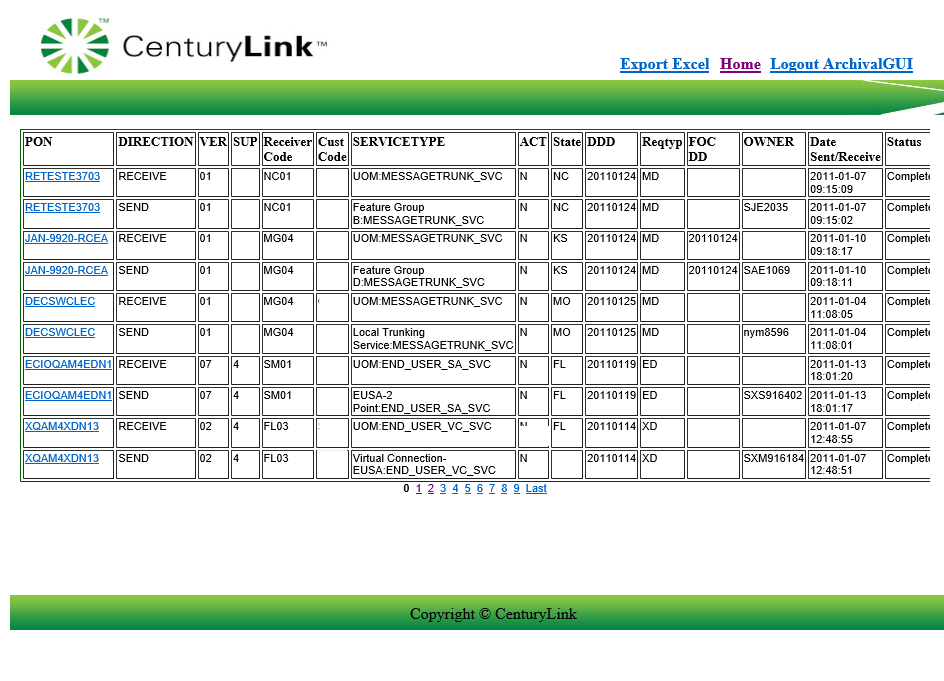 CenturyLink™
Export Excel Home Logout ArchivalGUI
PON DIRECTION VER SUP Receiver Code Cust Code SERVICETYPE ACT State DDD Reqtyp FOC DD OWNER Date Sent/Receive Status
RETESTE3703 RECEIVE 01 NC01 UOM:MESSAGETRUNK_SVC N NC 20110124 MD 2011-01-07 09:15:09 Complete
RETESTE3703 SEND 01 NC01 Feature Group B:MESSAGETRUNK_SVC N NC 20110124 MD SJE2035 2011-01-07 09:15:02 Complete
JAN-9920-RCEA RECEIVE 01 MG04 UOM:MESSAGETRUNK_SVC N KS 20110124 MD 20110124 2011-01-10 09:18:17 Complete
JAN-9920-RCEA SEND 01 MG04 Feature Group D:MESSAGETRUNK_SVC N KS 20110124 MD 20110124 SAE1069 2011-01-10 09:18:11 Complete
DECSWCLEC RECEIVE 01 MG04 UOM:MESSAGETRUNK_SVC N MO 20110125 MD 2011-01-04 11:08:05 Complete
DECSWCLEC SEND 01 MG04 Local Trunking Service:MESSAGETRUNK_SVC N MO 20110125 MD nym8596 2011-01-04 11:08:01 Complete
ECIOQAM4EDN1 RECEIVE 07 4 SM01 UOM:END_USER_SA_SVC N FL 20110119 ED 2011-01-13 18:01:20 Complete
ECIOQAM4EDN1 SEND 07 4 SM01 EUSA-2 Point:END_USER_SA_SVC N FL 20110119 ED SXS916402 2011-01-13 18:01:17 Complete
XQAM4XDN13 RECEIVE 02 4 FL03 UOM:END_USER_VC_SVC FL 20110114 XD 2011-01-07 12:48:55 Complete
XQAM4XDN13 SEND 02 4 FL03 Virtual Connection-EUSA:END_USER_VC_SVC N 20110114 XD SXM916184 2011-01-07 12:48:51 Complete
0 1 2 3 4 5 6 7 8 9 Last
Copyright © CenturyLink